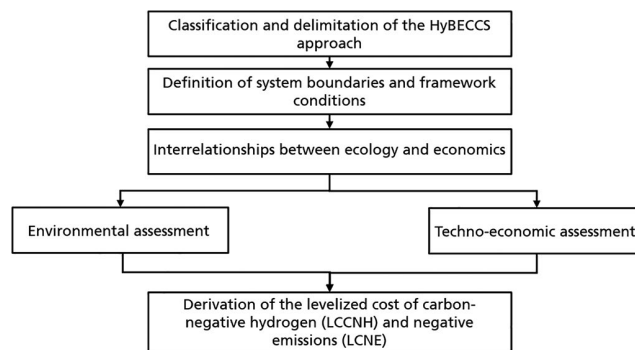 Classification and delimitation of the HyBECCS
approach
Definition of system boundaries and framework
conditions
Interrelationships between ecology and economics
Environmental assessment
Techno-economic assessment
Derivation of the levelized cost of carbon-
negative hydrogen (LCCNH) and negative
emissions (LCNE)